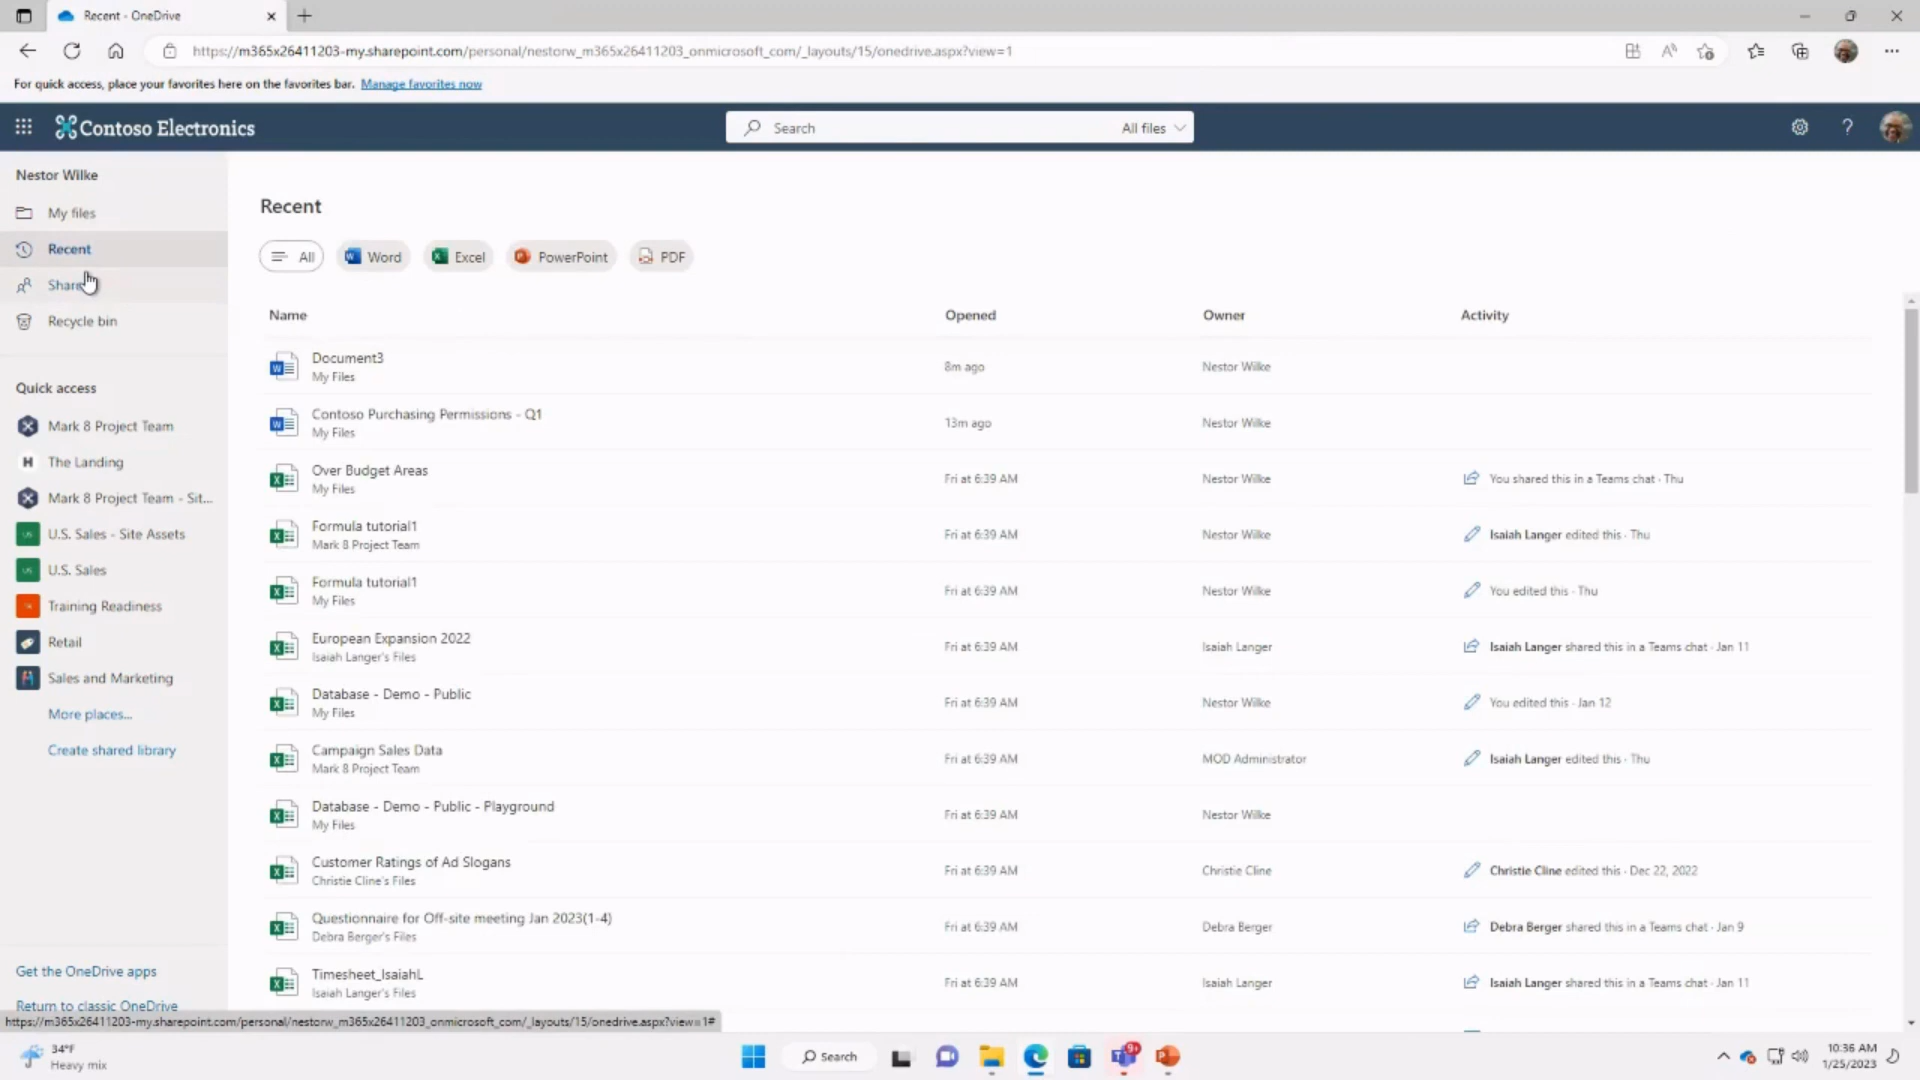 Recent - OneDrive
https://m365x26411203-my.sharepoint.com/personal/nestorw_m365x26411203_onmicrosoft_com/_layouts/15/onedrive.aspx?view=1
For quick access, place your favorites here on the favorites bar. Manage favorites now
Contoso Electronics
Search
All files
Nestor Wilke
My files
Recent
Share
Recycle bin
Quick access
Mark 8 Project Team
H The Landing
Mark 8 Project Team - Sit...
US U.S. Sales - Site Assets
US U.S. Sales
Training Readiness
Retail
Sales and Marketing
More places...
Create shared library
Get the OneDrive apps
Return to classic OneDrive
Recent
All
Word
Excel
PowerPoint
PDF
Name Opened Owner Activity
Document3
My Files
8m ago
Nestor Wilke
Contoso Purchasing Permissions - Q1
My Files
13m ago
Nestor Wilke
Over Budget Areas
My Files
Fri at 6:39 AM
Nestor Wilke
You shared this in a Teams chat · Thu
Formula tutorial1
Mark 8 Project Team
Fri at 6:39 AM
Nestor Wilke
Isaiah Langer edited this · Thu
Formula tutorial1
My Files
Fri at 6:39 AM
Nestor Wilke
You edited this · Thu
European Expansion 2022
Isaiah Langer's Files
Fri at 6:39 AM
Isaiah Langer
Isaiah Langer shared this in a Teams chat · Jan 11
Database - Demo - Public
My Files
Fri at 6:39 AM
Nestor Wilke
You edited this · Jan 12
Campaign Sales Data
Mark 8 Project Team
Fri at 6:39 AM
MOD Administrator
Isaiah Langer edited this · Thu
Database - Demo - Public - Playground
My Files
Fri at 6:39 AM
Nestor Wilke
Customer Ratings of Ad Slogans
Christie Cline's Files
Fri at 6:39 AM
Christie Cline
Christie Cline edited this · Dec 22, 2022
Questionnaire for Off-site meeting Jan 2023(1-4)
Debra Berger's Files
Fri at 6:39 AM
Debra Berger
Debra Berger shared this in a Teams chat · Jan 9
Timesheet_IsaiahL
Isaiah Langer's Files
Fri at 6:39 AM
Isaiah Langer
Isaiah Langer shared this in a Teams chat · Jan 11
https://m365x26411203-my.sharepoint.com/personal/nestorw_m365x26411203_onmicrosoft_com/_layouts/15/onedrive.aspx?view=1#
34°F
Heavy mix
Search
9+
10:36 AM
1/25/2023